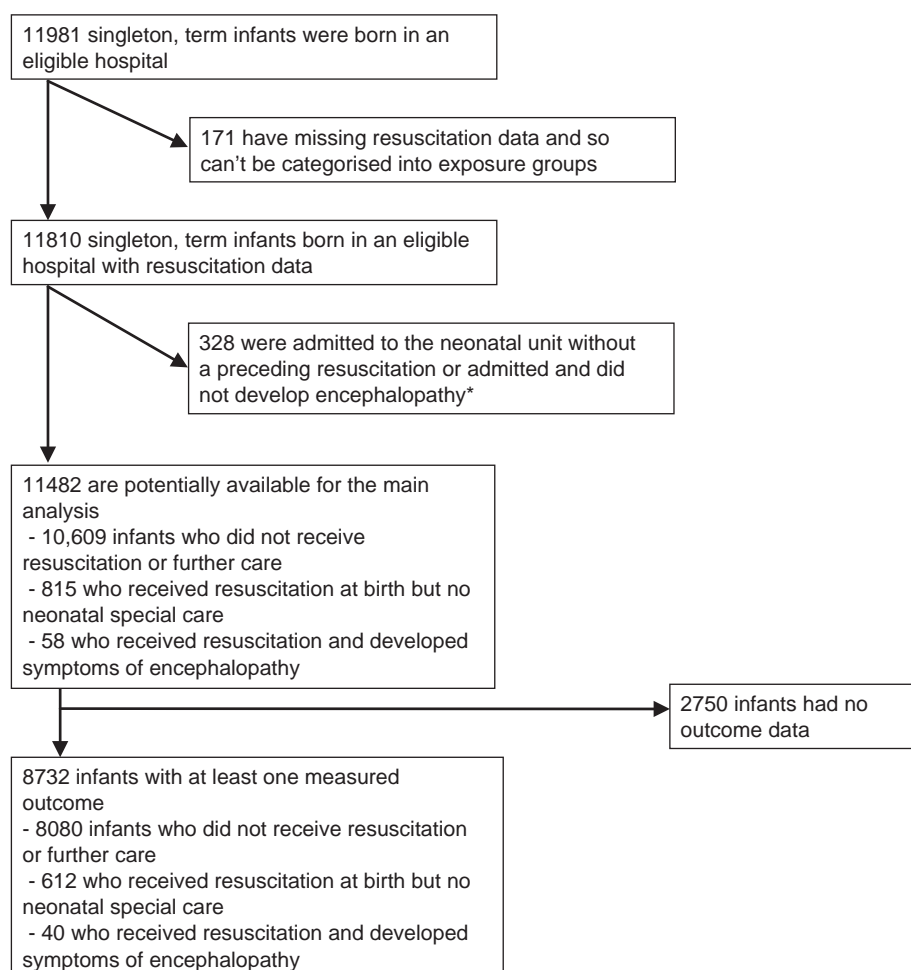 11981 singleton, term infants were born in an
eligible hospital
171 have missing resuscitation data and so
can't be categorised into exposure groups
11810 singleton, term infants born in an eligible
hospital with resuscitation data
328 were admitted to the neonatal unit without
a preceding resuscitation or admitted and did
not develop encephalopathy*
11482 are potentially available for the main
analysis
- 10,609 infants who did not receive
resuscitation or further care
- 815 who received resuscitation at birth but no
neonatal special care
- 58 who received resuscitation and developed
symptoms of encephalopathy
2750 infants had no
outcome data
8732 infants with at least one measured
outcome
- 8080 infants who did not receive resuscitation
or further care
- 612 who received resuscitation at birth but no
neonatal special care
- 40 who received resuscitation and developed
symptoms of encephalopathy